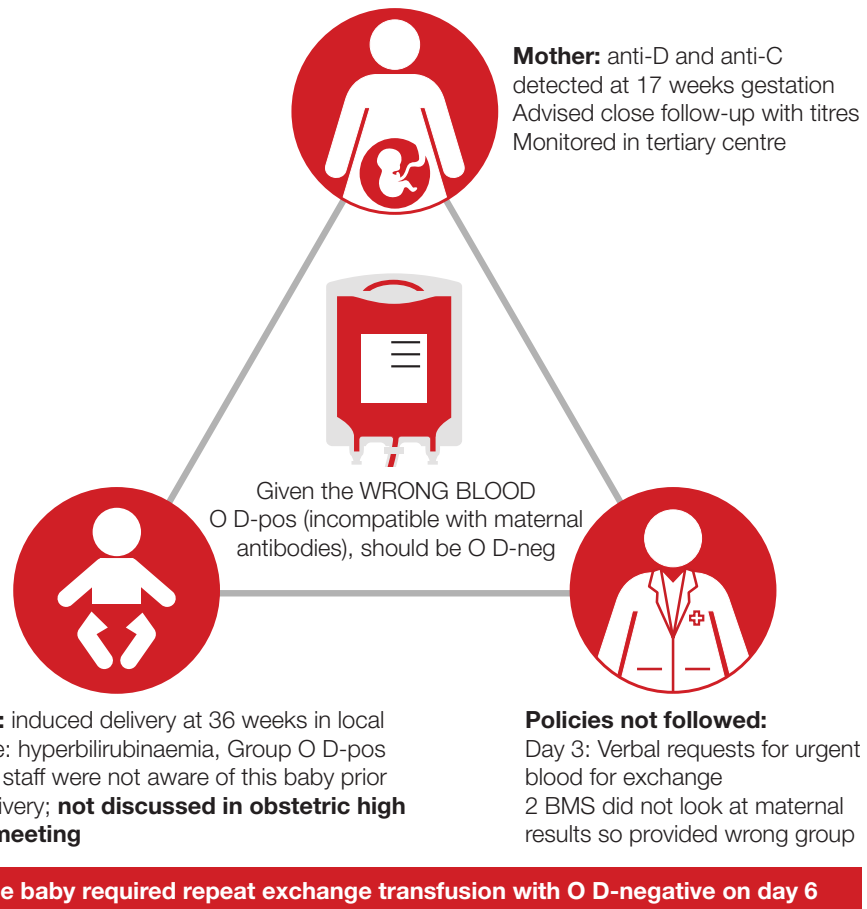 Mother: anti-D and anti-C
detected at 17 weeks gestation
Advised close follow-up with titres
Monitored in tertiary centre
Given the WRONG BLOOD
O D-pos (incompatible with maternal
antibodies), should be O D-neg
: induced delivery at 36 weeks in local
: hyperbilirubinaemia, Group O D-pos
staff were not aware of this baby prior
; not discussed in obstetric high
meeting
Policies not followed:
Day 3: Verbal requests for urgent
blood for exchange
2 BMS did not look at maternal
results so provided wrong group
baby required repeat exchange transfusion with O D-negative on day 6